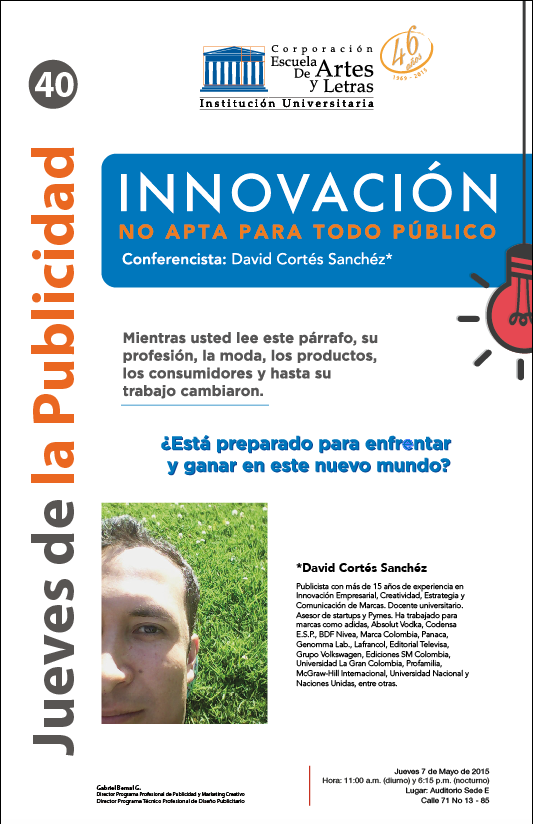 Corporación
Escuela
De Artes
y Letras
Institución Universitaria
46
años
1969 - 2015
40
Jueves de la Publicidad
INNOVACIÓN
NO APTA PARA TODO PÚBLICO
Conferencista: David Cortés Sanchéz*
Mientras usted lee este párrafo, su
profesión, la moda, los productos,
los consumidores y hasta su
trabajo cambiaron.
¿Está preparado para enfrentar
y ganar en este nuevo mundo?
*David Cortés Sanchéz
Publicista con más de 15 años de experiencia en
Innovación Empresarial, Creatividad, Estrategia y
Comunicación de Marcas. Docente universitario.
Asesor de startups y Pymes. Ha trabajado para
marcas como adidas, Absolut Vodka, Codensa
E.S.P., BDF Nivea, Marca Colombia, Panaca,
Genomma Lab., Lafrancol, Editorial Televisa,
Grupo Volkswagen, Ediciones SM Colombia,
Universidad La Gran Colombia, Profamilia,
McGraw-Hill Internacional, Universidad Nacional y
Naciones Unidas, entre otras.
Gabriel Bernal G.
Director Programa Profesional de Publicidad y Marketing Creativo
Director Programa Técnico Profesional de Diseño Publicitario
Jueves 7 de Mayo de 2015
Hora: 11:00 a.m. (diurno) y 6:15 p.m. (nocturno)
Lugar: Auditorio Sede E
Calle 71 No 13 - 85